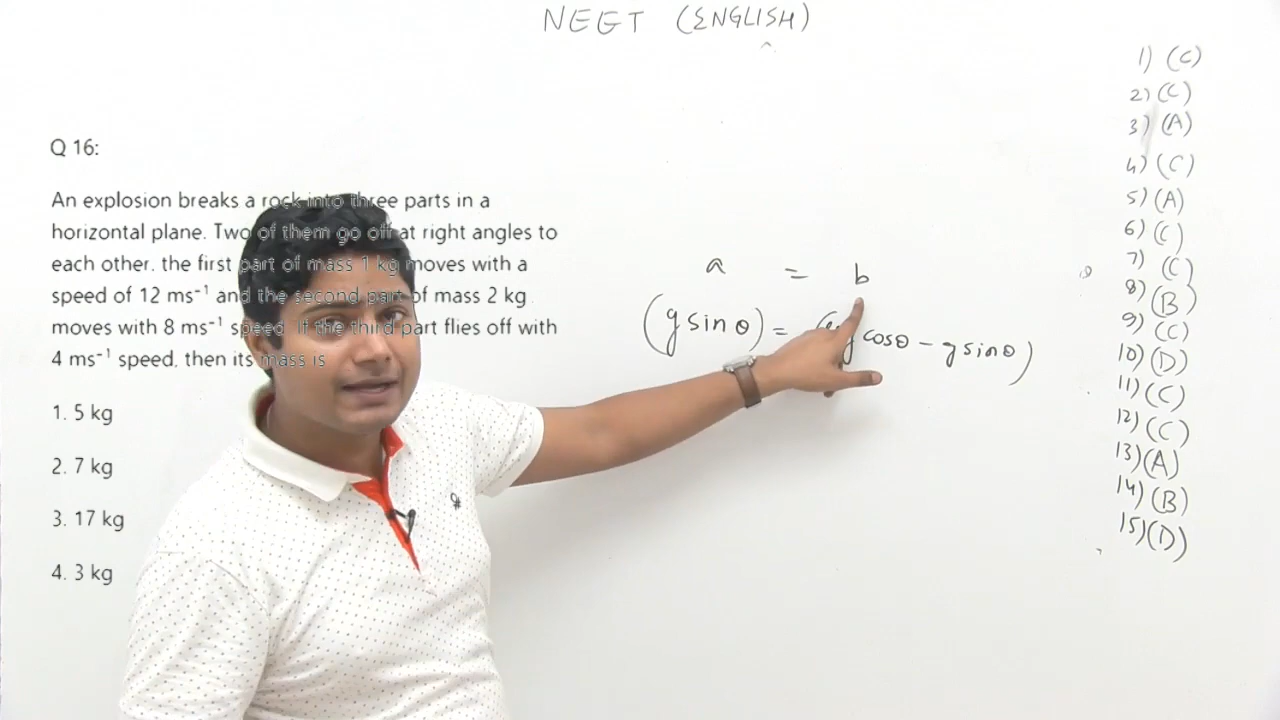 NEET (ENGLISH)
Q 16:
An explosion breaks a rock into three parts in a
horizontal plane. Two of them go off at right angles to
each other. the first part of mass 1 kg moves with a
speed of 12 ms⁻¹ and the second part of mass 2 kg
moves with 8 ms⁻¹ speed. If the third part flies off with
4 ms⁻¹ speed, then its mass is
1. 5 kg
2. 7 kg
3. 17 kg
4. 3 kg
a = b
(g sin θ) = cosθ - g sinθ)
1) (C)
2) (C)
3) (A)
4) (C)
5) (A)
6) (C)
7) (C)
8) (B)
9) (C)
10) (D)
11) (C)
12) (C)
13) (A)
14) (B)
15) (D)